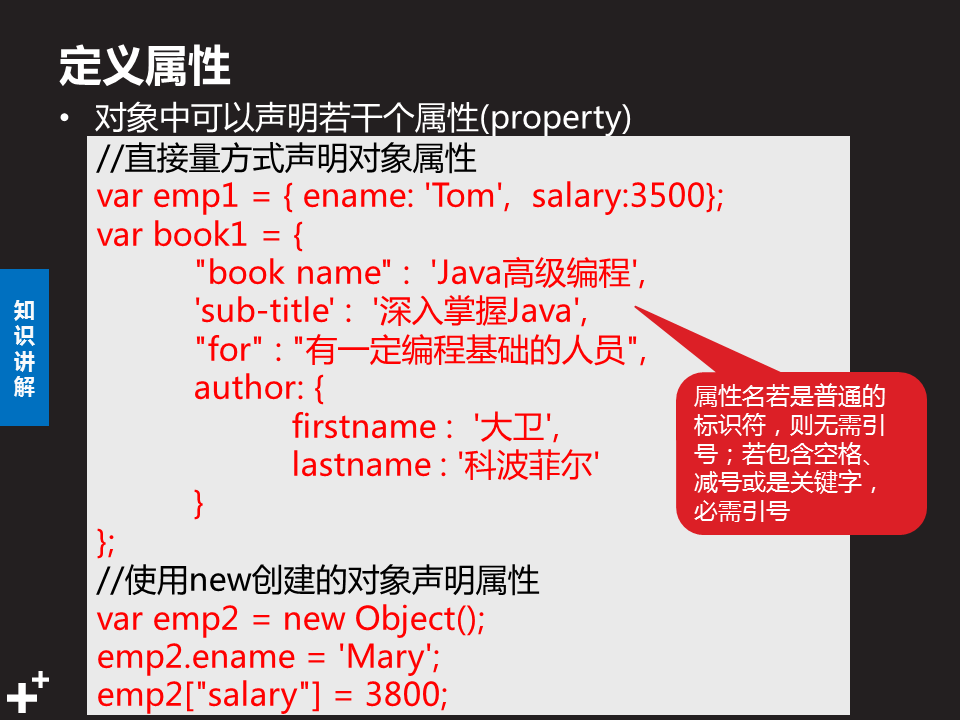 定义属性
• 对象中可以声明若干个属性(property)
//直接量方式声明对象属性
var emp1 = { ename: 'Tom',  salary:3500};
var book1 = {
"book name" :  'Java高级编程',
'sub-title' :  '深入掌握Java',
"for" : "有一定编程基础的人员",
author: {
firstname :  '大卫',
lastname : '科波菲尔'
}
};
//使用new创建的对象声明属性
var emp2 = new Object();
emp2.ename = 'Mary';
emp2["salary"] = 3800;
属性名若是普通的
标识符，则无需引
号；若包含空格、
减号或是关键字，
必需引号
知
识
讲
解